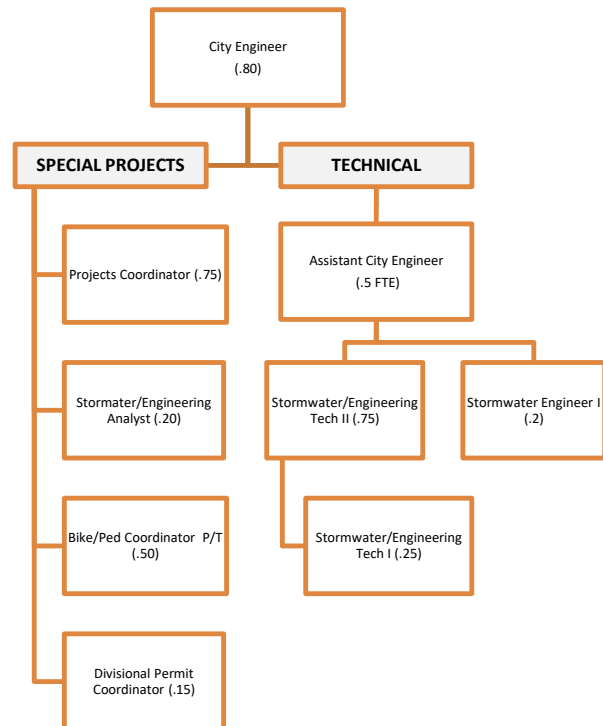 City Engineer
(.80)
SPECIAL PROJECTS
TECHNICAL
Projects Coordinator (.75)
Stormater/Engineering
Analyst (.20)
Bike/Ped Coordinator P/T
(.50)
Divisional Permit
Coordinator (.15)
Assistant City Engineer
(.5 FTE)
Stormwater/Engineering
Tech II (.75)
Stormwater Engineer I
(.2)
Stormwater/Engineering
Tech I (.25)